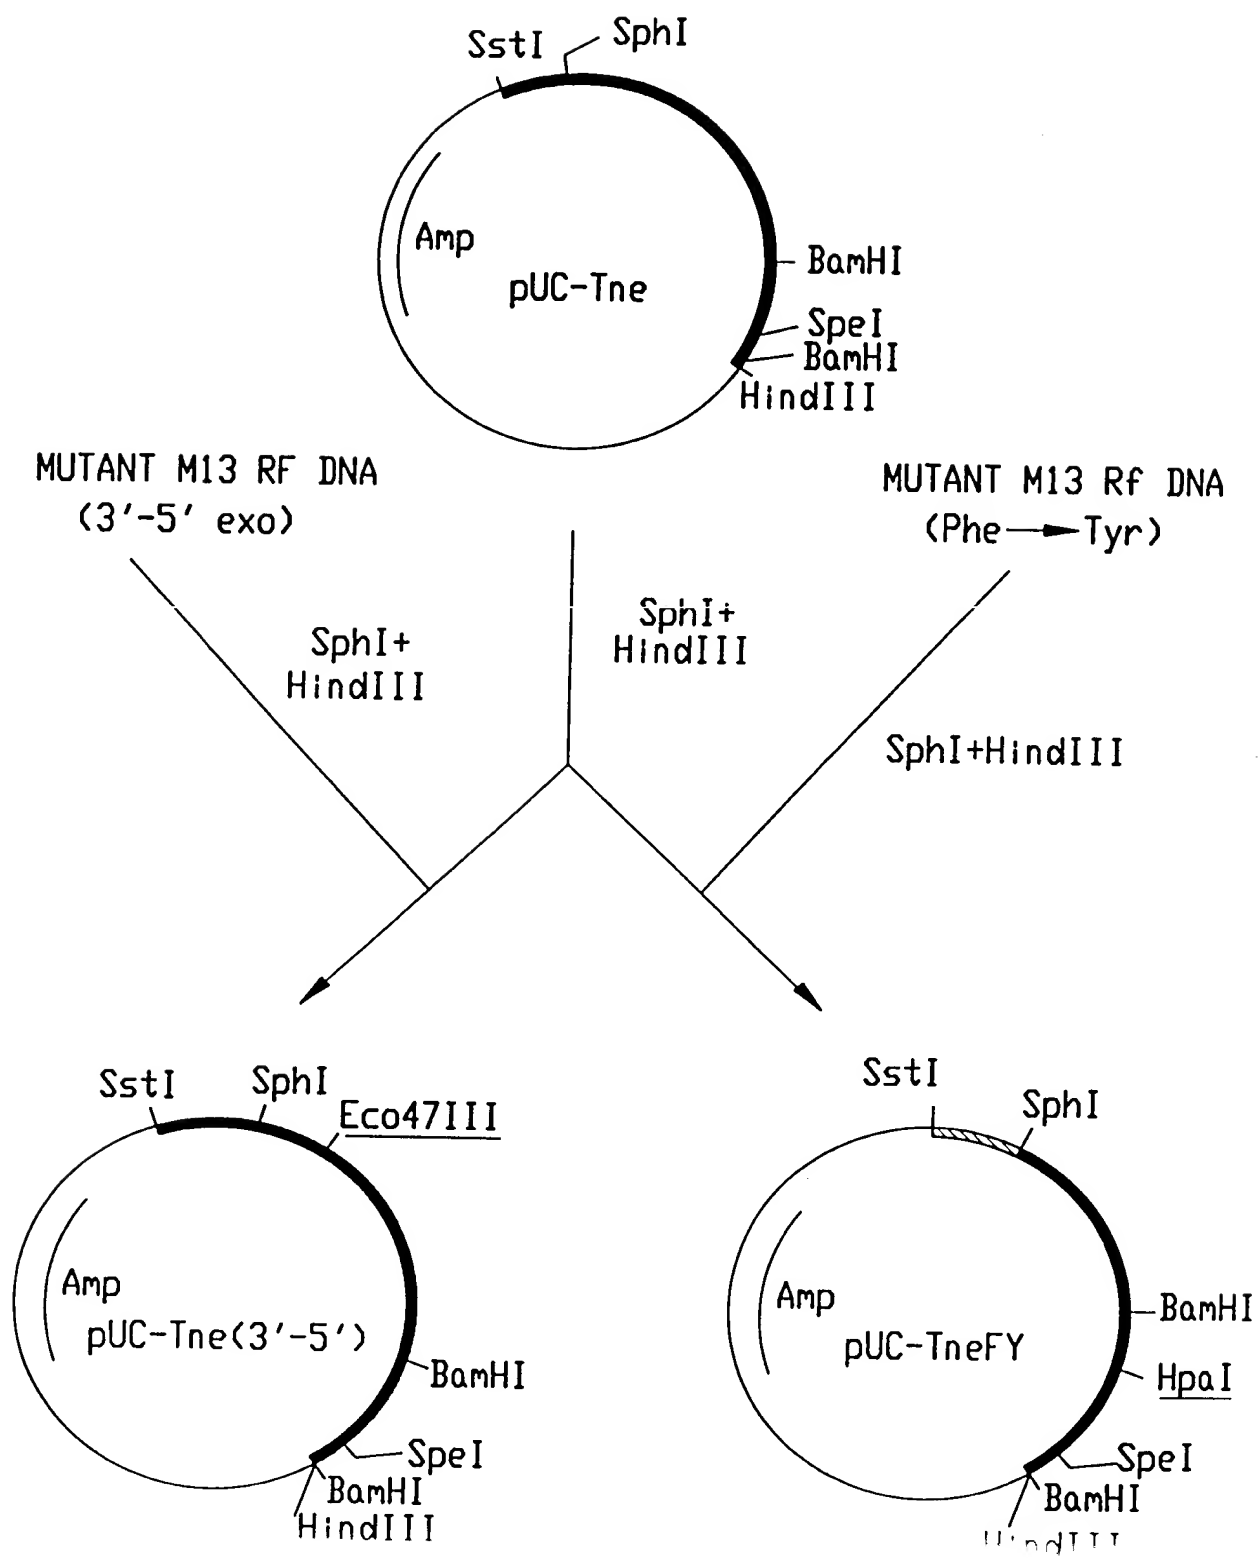 SstI
SphI
Amp
pUC-Tne
BamHI
SpeI
BamHI
HindIII
MUTANT M13 RF DNA
(3'-5' exo)
MUTANT M13 Rf DNA
(Phe → Tyr)
SphI+
HindIII
SphI+
HindIII
SphI+HindIII
SstI
SphI
Eco47III
Amp
pUC-Tne(3'-5')
BamHI
SpeI
BamHI
HindIII
SstI
SphI
Amp
pUC-TneFY
BamHI
HpaI
SpeI
BamHI
HindIII